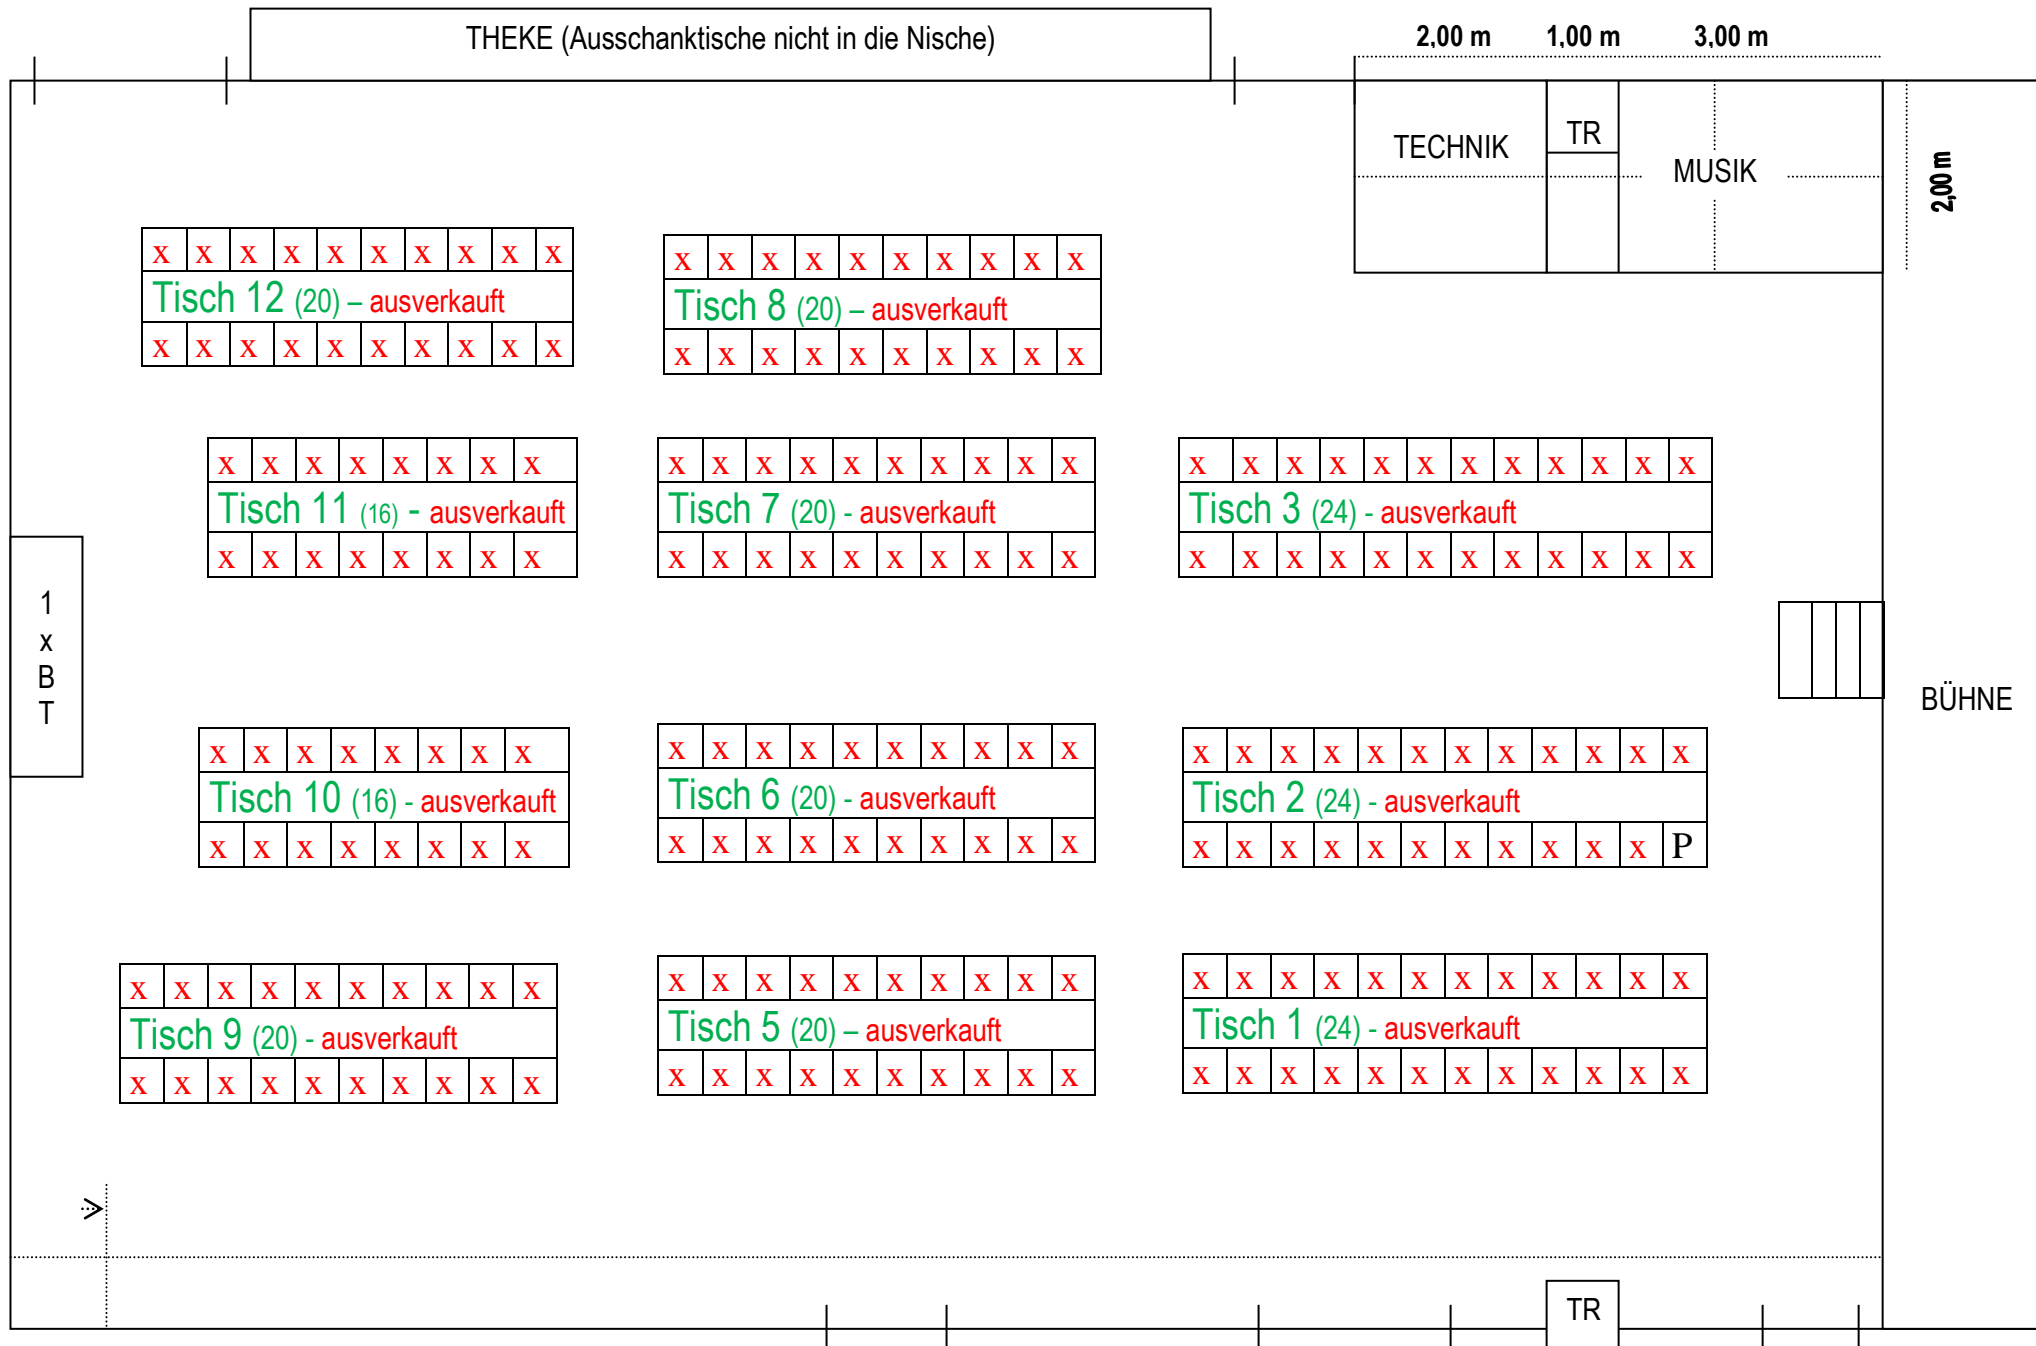 THEKE (Ausschanktische nicht in die Nische)
2,00 m 1,00 m 3,00 m
TECHNIK
TR
MUSIK
2,00 m
x x x x x x x x x x
Tisch 12 (20) – ausverkauft
x x x x x x x x x x
x x x x x x x x x x
Tisch 8 (20) – ausverkauft
x x x x x x x x x x
x x x x x x x x
Tisch 11 (16) - ausverkauft
x x x x x x x x
x x x x x x x x x x
Tisch 7 (20) - ausverkauft
x x x x x x x x x x
x x x x x x x x x x x x
Tisch 3 (24) - ausverkauft
x x x x x x x x x x x x
1
x
B
T
BÜHNE
x x x x x x x x
Tisch 10 (16) - ausverkauft
x x x x x x x x
x x x x x x x x x x
Tisch 6 (20) - ausverkauft
x x x x x x x x x x
x x x x x x x x x x x x
Tisch 2 (24) - ausverkauft
x x x x x x x x x x x P
x x x x x x x x x x
Tisch 9 (20) - ausverkauft
x x x x x x x x x x
x x x x x x x x x x
Tisch 5 (20) – ausverkauft
x x x x x x x x x x
x x x x x x x x x x x x
Tisch 1 (24) - ausverkauft
x x x x x x x x x x x x
TR